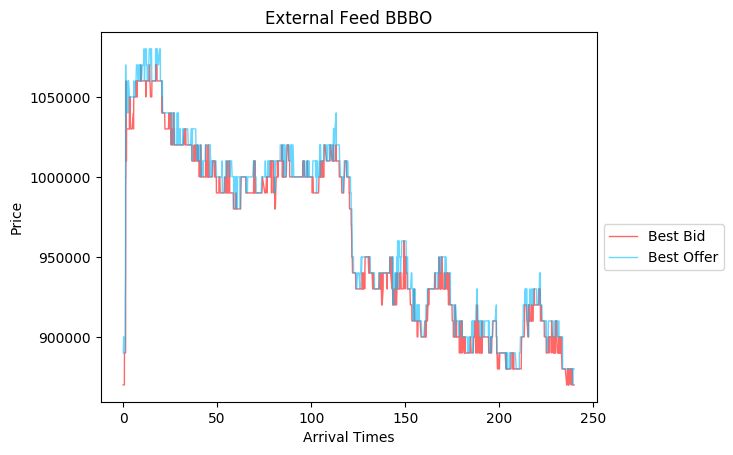 External Feed BBBO
Price
1050000
1000000
950000
900000
0
50
100
150
200
250
Arrival Times
Best Bid
Best Offer